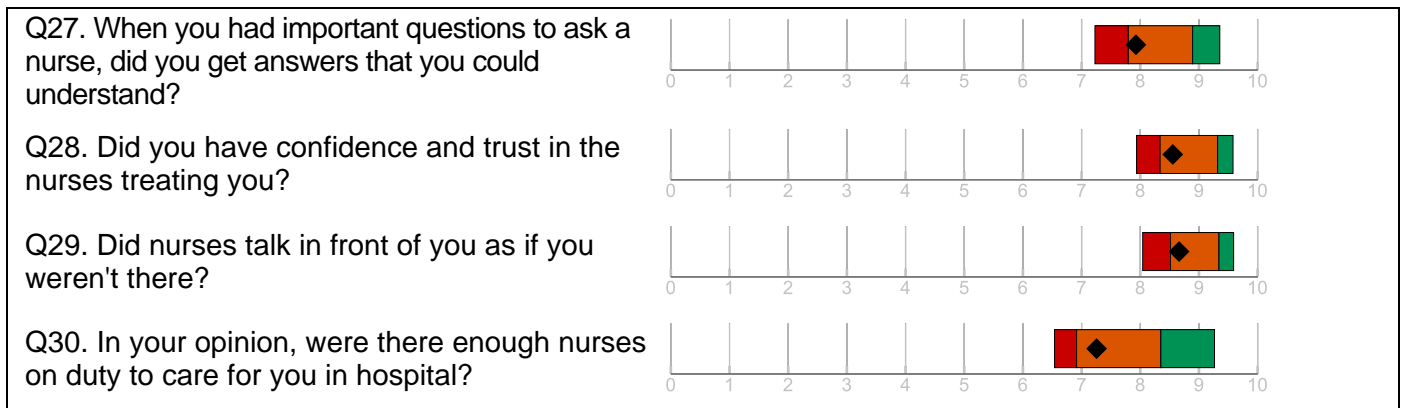 Q27. When you had important questions to ask a
nurse, did you get answers that you could
understand?
0 1 2 3 4 5 6 7 8 9 10
Q28. Did you have confidence and trust in the
nurses treating you?
0 1 2 3 4 5 6 7 8 9 10
Q29. Did nurses talk in front of you as if you
weren't there?
0 1 2 3 4 5 6 7 8 9 10
Q30. In your opinion, were there enough nurses
on duty to care for you in hospital?
0 1 2 3 4 5 6 7 8 9 10